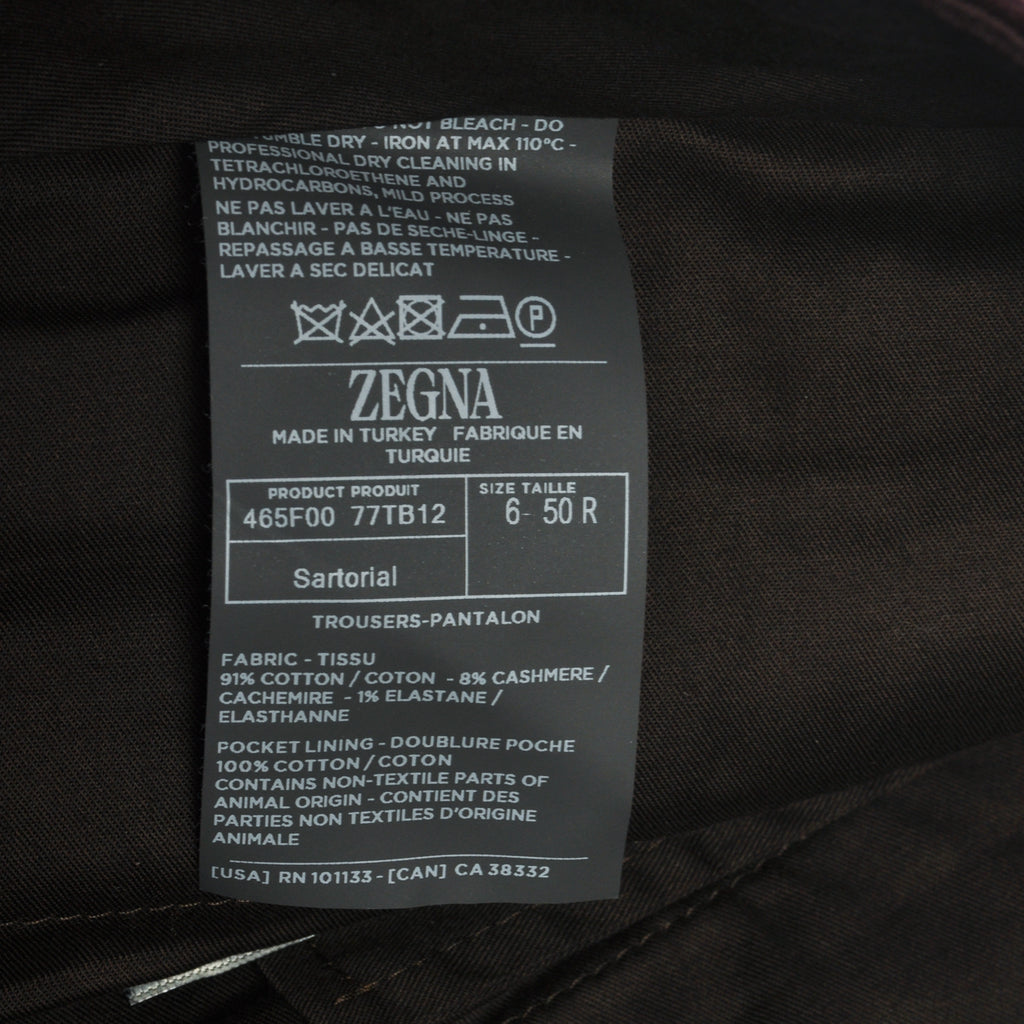 NOT BLEACH - DO
TUMBLE DRY - IRON AT MAX 110°C -
PROFESSIONAL DRY CLEANING IN
TETRACHLOROETHENE AND
HYDROCARBONS, MILD PROCESS
NE PAS LAVER A L'EAU - NE PAS
BLANCHIR - PAS DE SECHE-LINGE -
REPASSAGE A BASSE TEMPERATURE -
LAVER A SEC DELICAT
P
ZEGNA
MADE IN TURKEY FABRIQUE EN
TURQUIE
PRODUCT PRODUIT
465F00 77TB12
Sartorial
SIZE TAILLE
6- 50 R
TROUSERS-PANTALON
FABRIC - TISSU
91% COTTON / COTON - 8% CASHMERE /
CACHEMIRE - 1% ELASTANE /
ELASTHANNE
POCKET LINING - DOUBLURE POCHE
100% COTTON / COTON
CONTAINS NON-TEXTILE PARTS OF
ANIMAL ORIGIN - CONTIENT DES
PARTIES NON TEXTILES D'ORIGINE
ANIMALE
[USA] RN 101133 - [CAN] CA 38332